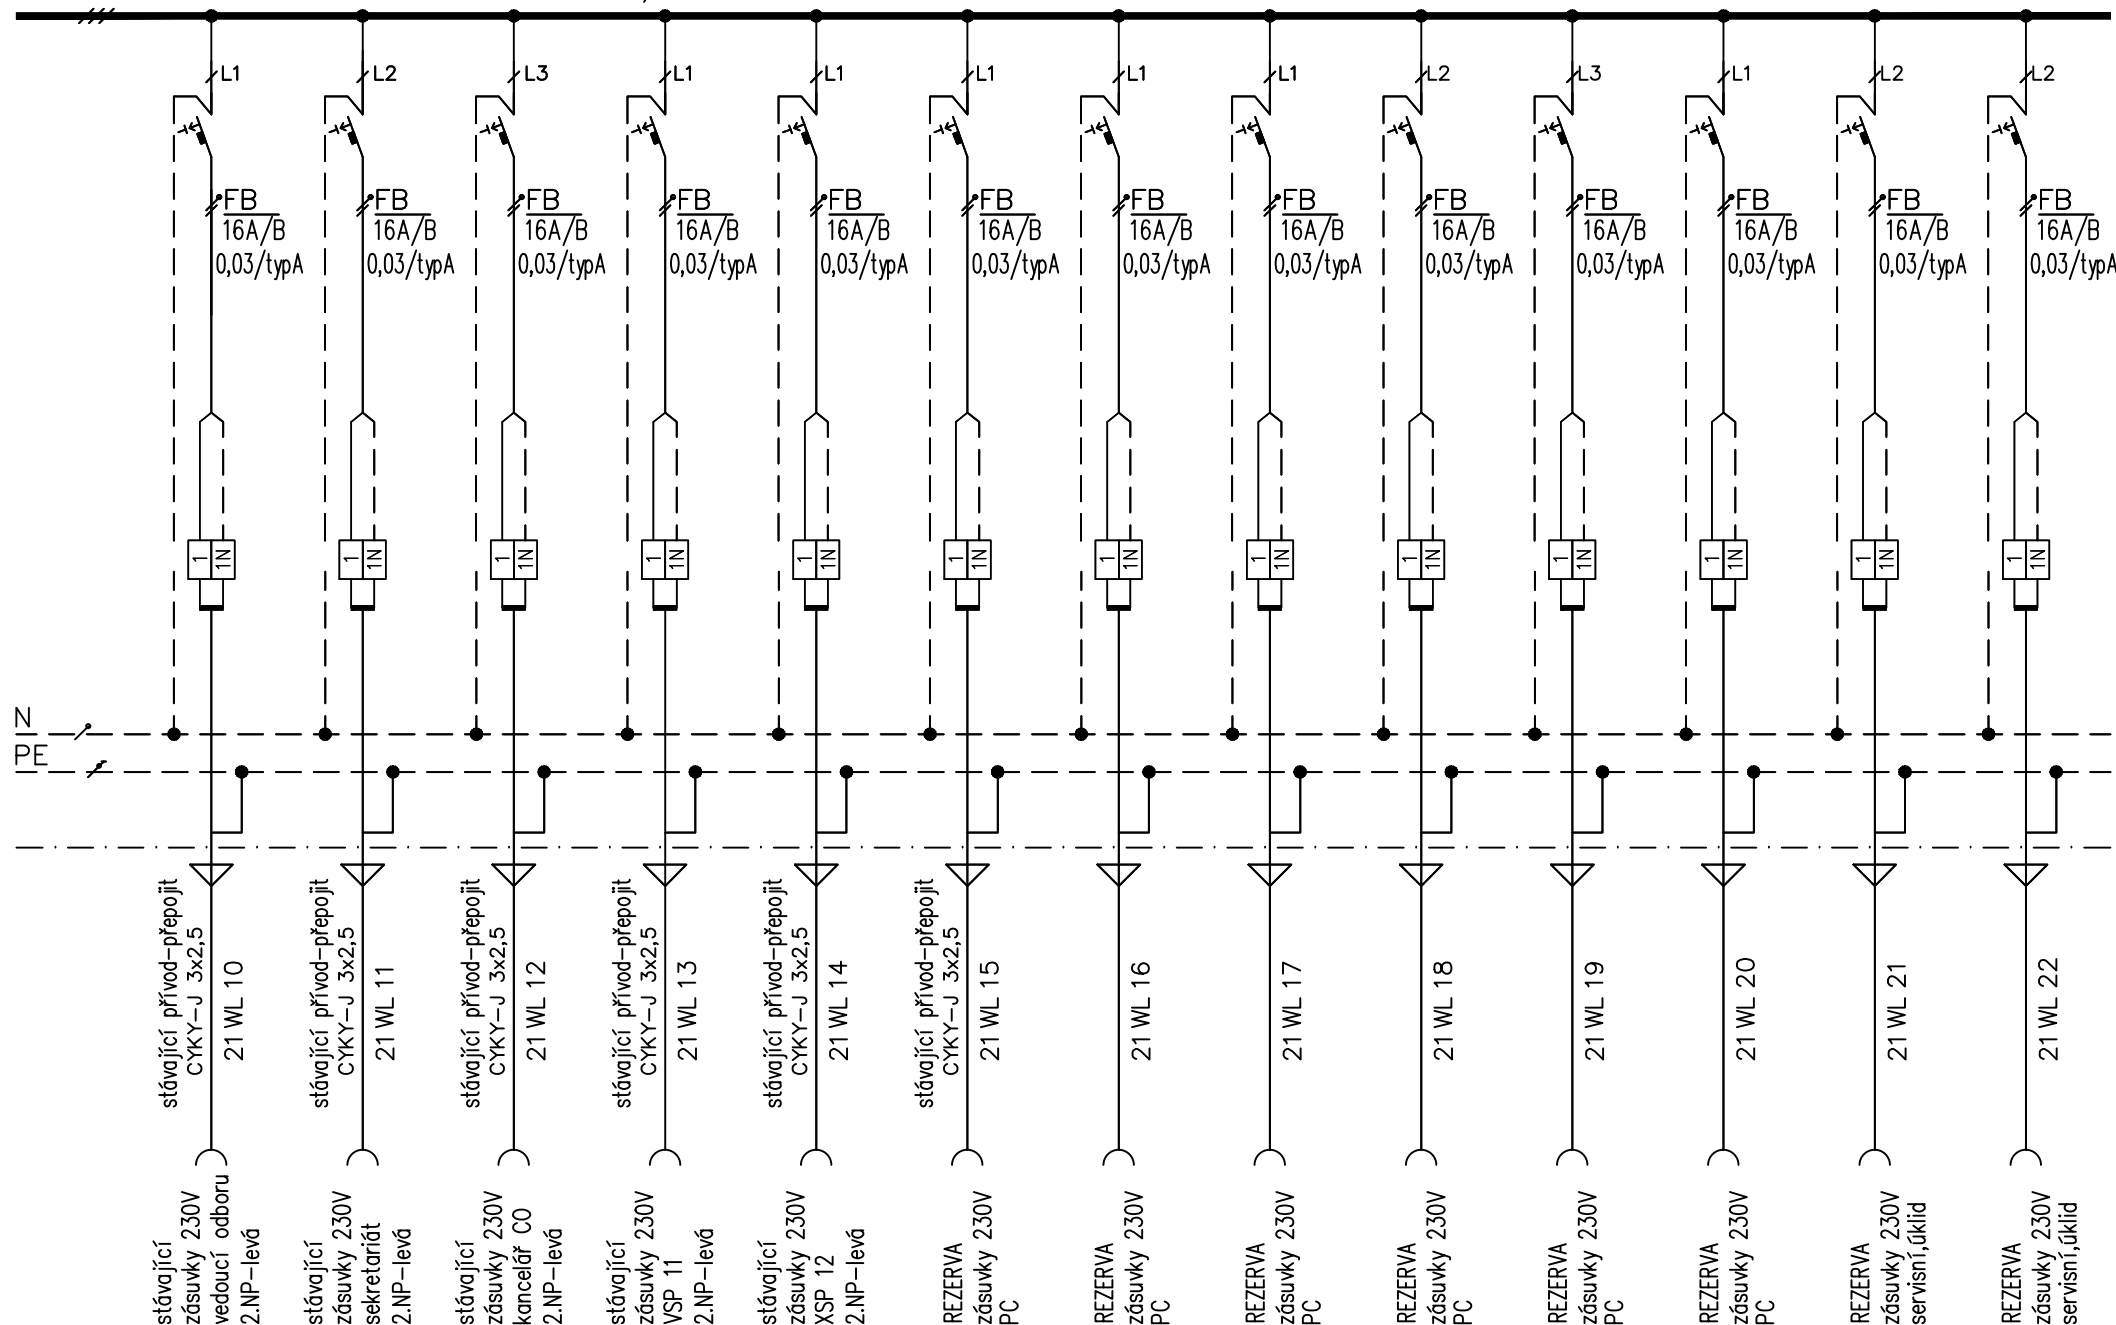 L1
L2
L3
L1
L1
L1
L1
L1
L2
L3
L1
L2
L2
FB
16A/B
0,03/typA
FB
16A/B
0,03/typA
FB
16A/B
0,03/typA
FB
16A/B
0,03/typA
FB
16A/B
0,03/typA
FB
16A/B
0,03/typA
FB
16A/B
0,03/typA
FB
16A/B
0,03/typA
FB
16A/B
0,03/typA
FB
16A/B
0,03/typA
FB
16A/B
0,03/typA
FB
16A/B
0,03/typA
FB
16A/B
0,03/typA
1
1N
1
1N
1
1N
1
1N
1
1N
1
1N
1
1N
1
1N
1
1N
1
1N
1
1N
1
1N
1
1N
N
PE
stávající přívod-přepojit
CYKY-J 3x2,5
21 WL 10
stávající přívod-přepojit
CYKY-J 3x2,5
21 WL 11
stávající přívod-přepojit
CYKY-J 3x2,5
21 WL 12
stávající přívod-přepojit
CYKY-J 3x2,5
21 WL 13
stávající přívod-přepojit
CYKY-J 3x2,5
21 WL 14
stávající přívod-přepojit
CYKY-J 3x2,5
21 WL 15
21 WL 16
21 WL 17
21 WL 18
21 WL 19
21 WL 20
21 WL 21
21 WL 22
stávající
zásuvky 230V
vedoucí odboru
2.NP-levá
stávající
zásuvky 230V
sekretariát
2.NP-levá
stávající
zásuvky 230V
kancelář CO
2.NP-levá
stávající
zásuvky 230V
VSP 11
2.NP-levá
stávající
zásuvky 230V
XSP 12
2.NP-levá
REZERVA
zásuvky 230V
PC
REZERVA
zásuvky 230V
PC
REZERVA
zásuvky 230V
PC
REZERVA
zásuvky 230V
PC
REZERVA
zásuvky 230V
PC
REZERVA
zásuvky 230V
PC
REZERVA
zásuvky 230V
servisní,úklid
REZERVA
zásuvky 230V
servisní,úklid